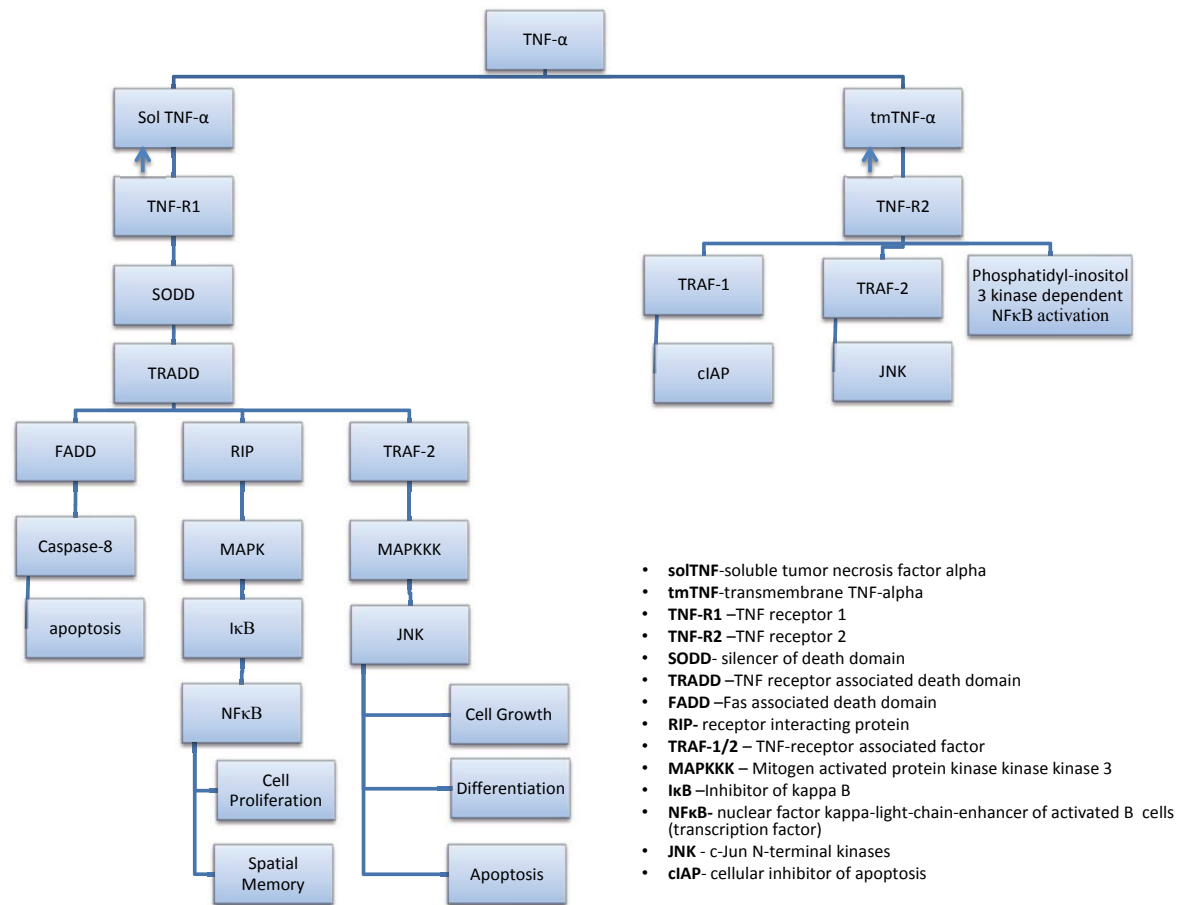 TNF-α
Sol TNF-α
tmTNF-α
TNF-R1
TNF-R2
SODD
TRAF-1
TRAF-2
Phosphatidyl-inositol
3 kinase dependent
NFκB activation
TRADD
cIAP
JNK
FADD
RIP
TRAF-2
Caspase-8
MAPK
MAPKKK
apoptosis
IκB
JNK
NFκB
Cell Growth
Cell
Proliferation
Differentiation
Spatial
Memory
Apoptosis
• solTNF-soluble tumor necrosis factor alpha
• tmTNF-transmembrane TNF-alpha
• TNF-R1 –TNF receptor 1
• TNF-R2 –TNF receptor 2
• SODD- silencer of death domain
• TRADD –TNF receptor associated death domain
• FADD –Fas associated death domain
• RIP- receptor interacting protein
• TRAF-1/2 – TNF-receptor associated factor
• MAPKKK – Mitogen activated protein kinase kinase kinase 3
• IκB –Inhibitor of kappa B
• NFκB- nuclear factor kappa-light-chain-enhancer of activated B cells
(transcription factor)
• JNK - c-Jun N-terminal kinases
• cIAP- cellular inhibitor of apoptosis